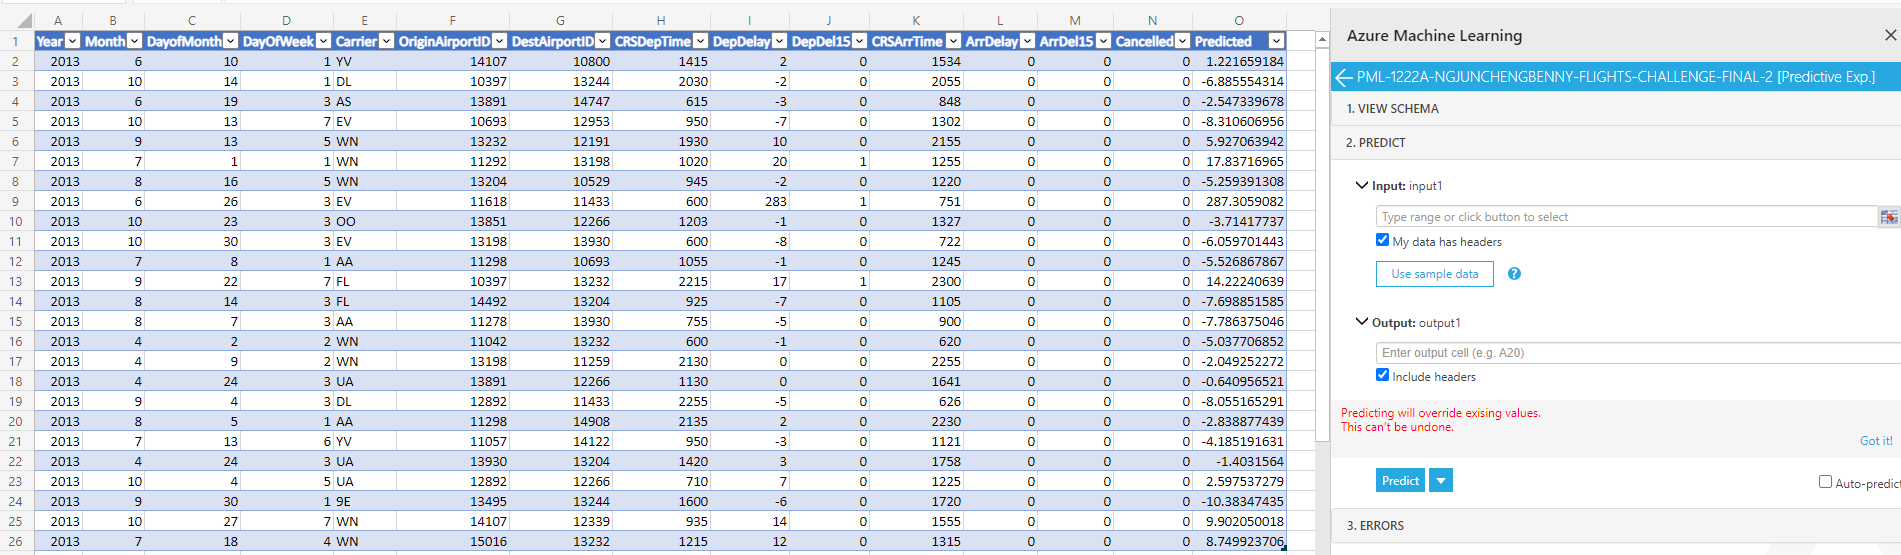 A B C D E F G H I J K L M N O
1 Year Month DayofMonth DayOfWeek Carrier OriginAirportID DestAirportID CRSDepTime DepDelay DepDel15 CRSArrTime ArrDelay ArrDel15 Cancelled Predicted
2 2013 6 10 1 YV 14107 10800 1415 2 0 1534 0 0 0 1.221659184
3 2013 10 14 1 DL 10397 13244 2030 -2 0 2055 0 0 0 -6.885554314
4 2013 6 19 3 AS 13891 14747 615 -3 0 848 0 0 0 -2.547339678
5 2013 10 13 7 EV 10693 12953 950 -7 0 1302 0 0 0 -8.310606956
6 2013 9 13 5 WN 13232 12191 1930 10 0 2155 0 0 0 5.927063942
7 2013 7 1 1 WN 11292 13198 1020 20 1 1255 0 0 0 17.83716965
8 2013 8 16 5 WN 13204 10529 945 -2 0 1220 0 0 0 -5.259391308
9 2013 6 26 3 EV 11618 11433 600 283 1 751 0 0 0 287.3059082
10 2013 10 23 3 OO 13851 12266 1203 -1 0 1327 0 0 0 -3.71417737
11 2013 10 30 3 EV 13198 13930 600 -8 0 722 0 0 0 -6.059701443
12 2013 7 8 1 AA 11298 10693 1055 -1 0 1245 0 0 0 -5.526867867
13 2013 9 22 7 FL 10397 13232 2215 17 1 2300 0 0 0 14.22240639
14 2013 8 14 3 FL 14492 13204 925 -7 0 1105 0 0 0 -7.698851585
15 2013 8 7 3 AA 11278 13930 755 -5 0 900 0 0 0 -7.786375046
16 2013 4 2 2 WN 11042 13232 600 -1 0 620 0 0 0 -5.037706852
17 2013 4 9 2 WN 13198 11259 2130 0 0 2255 0 0 0 -2.049252272
18 2013 4 24 3 UA 13891 12266 1130 0 0 1641 0 0 0 -0.640956521
19 2013 9 4 3 DL 12892 11433 2255 -5 0 626 0 0 0 -8.055165291
20 2013 8 5 1 AA 11298 14908 2135 2 0 2230 0 0 0 -2.838877439
21 2013 7 13 6 YV 11057 14122 950 -3 0 1121 0 0 0 -4.185191631
22 2013 4 24 3 UA 13930 13204 1420 3 0 1758 0 0 0 -1.4031564
23 2013 10 4 5 UA 12892 12266 710 7 0 1225 0 0 0 2.597537279
24 2013 9 30 1 9E 13495 13244 1600 -6 0 1720 0 0 0 -10.38347435
25 2013 10 27 7 WN 14107 12339 935 14 0 1555 0 0 0 9.902050018
26 2013 7 18 4 WN 15016 13232 1215 12 0 1315 0 0 0 8.749923706
Azure Machine Learning
PML-1222A-NGJUNCHENGBENNY-FLIGHTS-CHALLENGE-FINAL-2 [Predictive Exp.]
1. VIEW SCHEMA
2. PREDICT
Input: input1
Type range or click button to select
My data has headers
Use sample data ?
Output: output1
Enter output cell (e.g. A20)
Include headers
Predicting will override exising values.
This can't be undone.
Got it!
Predict
Auto-predict
3. ERRORS